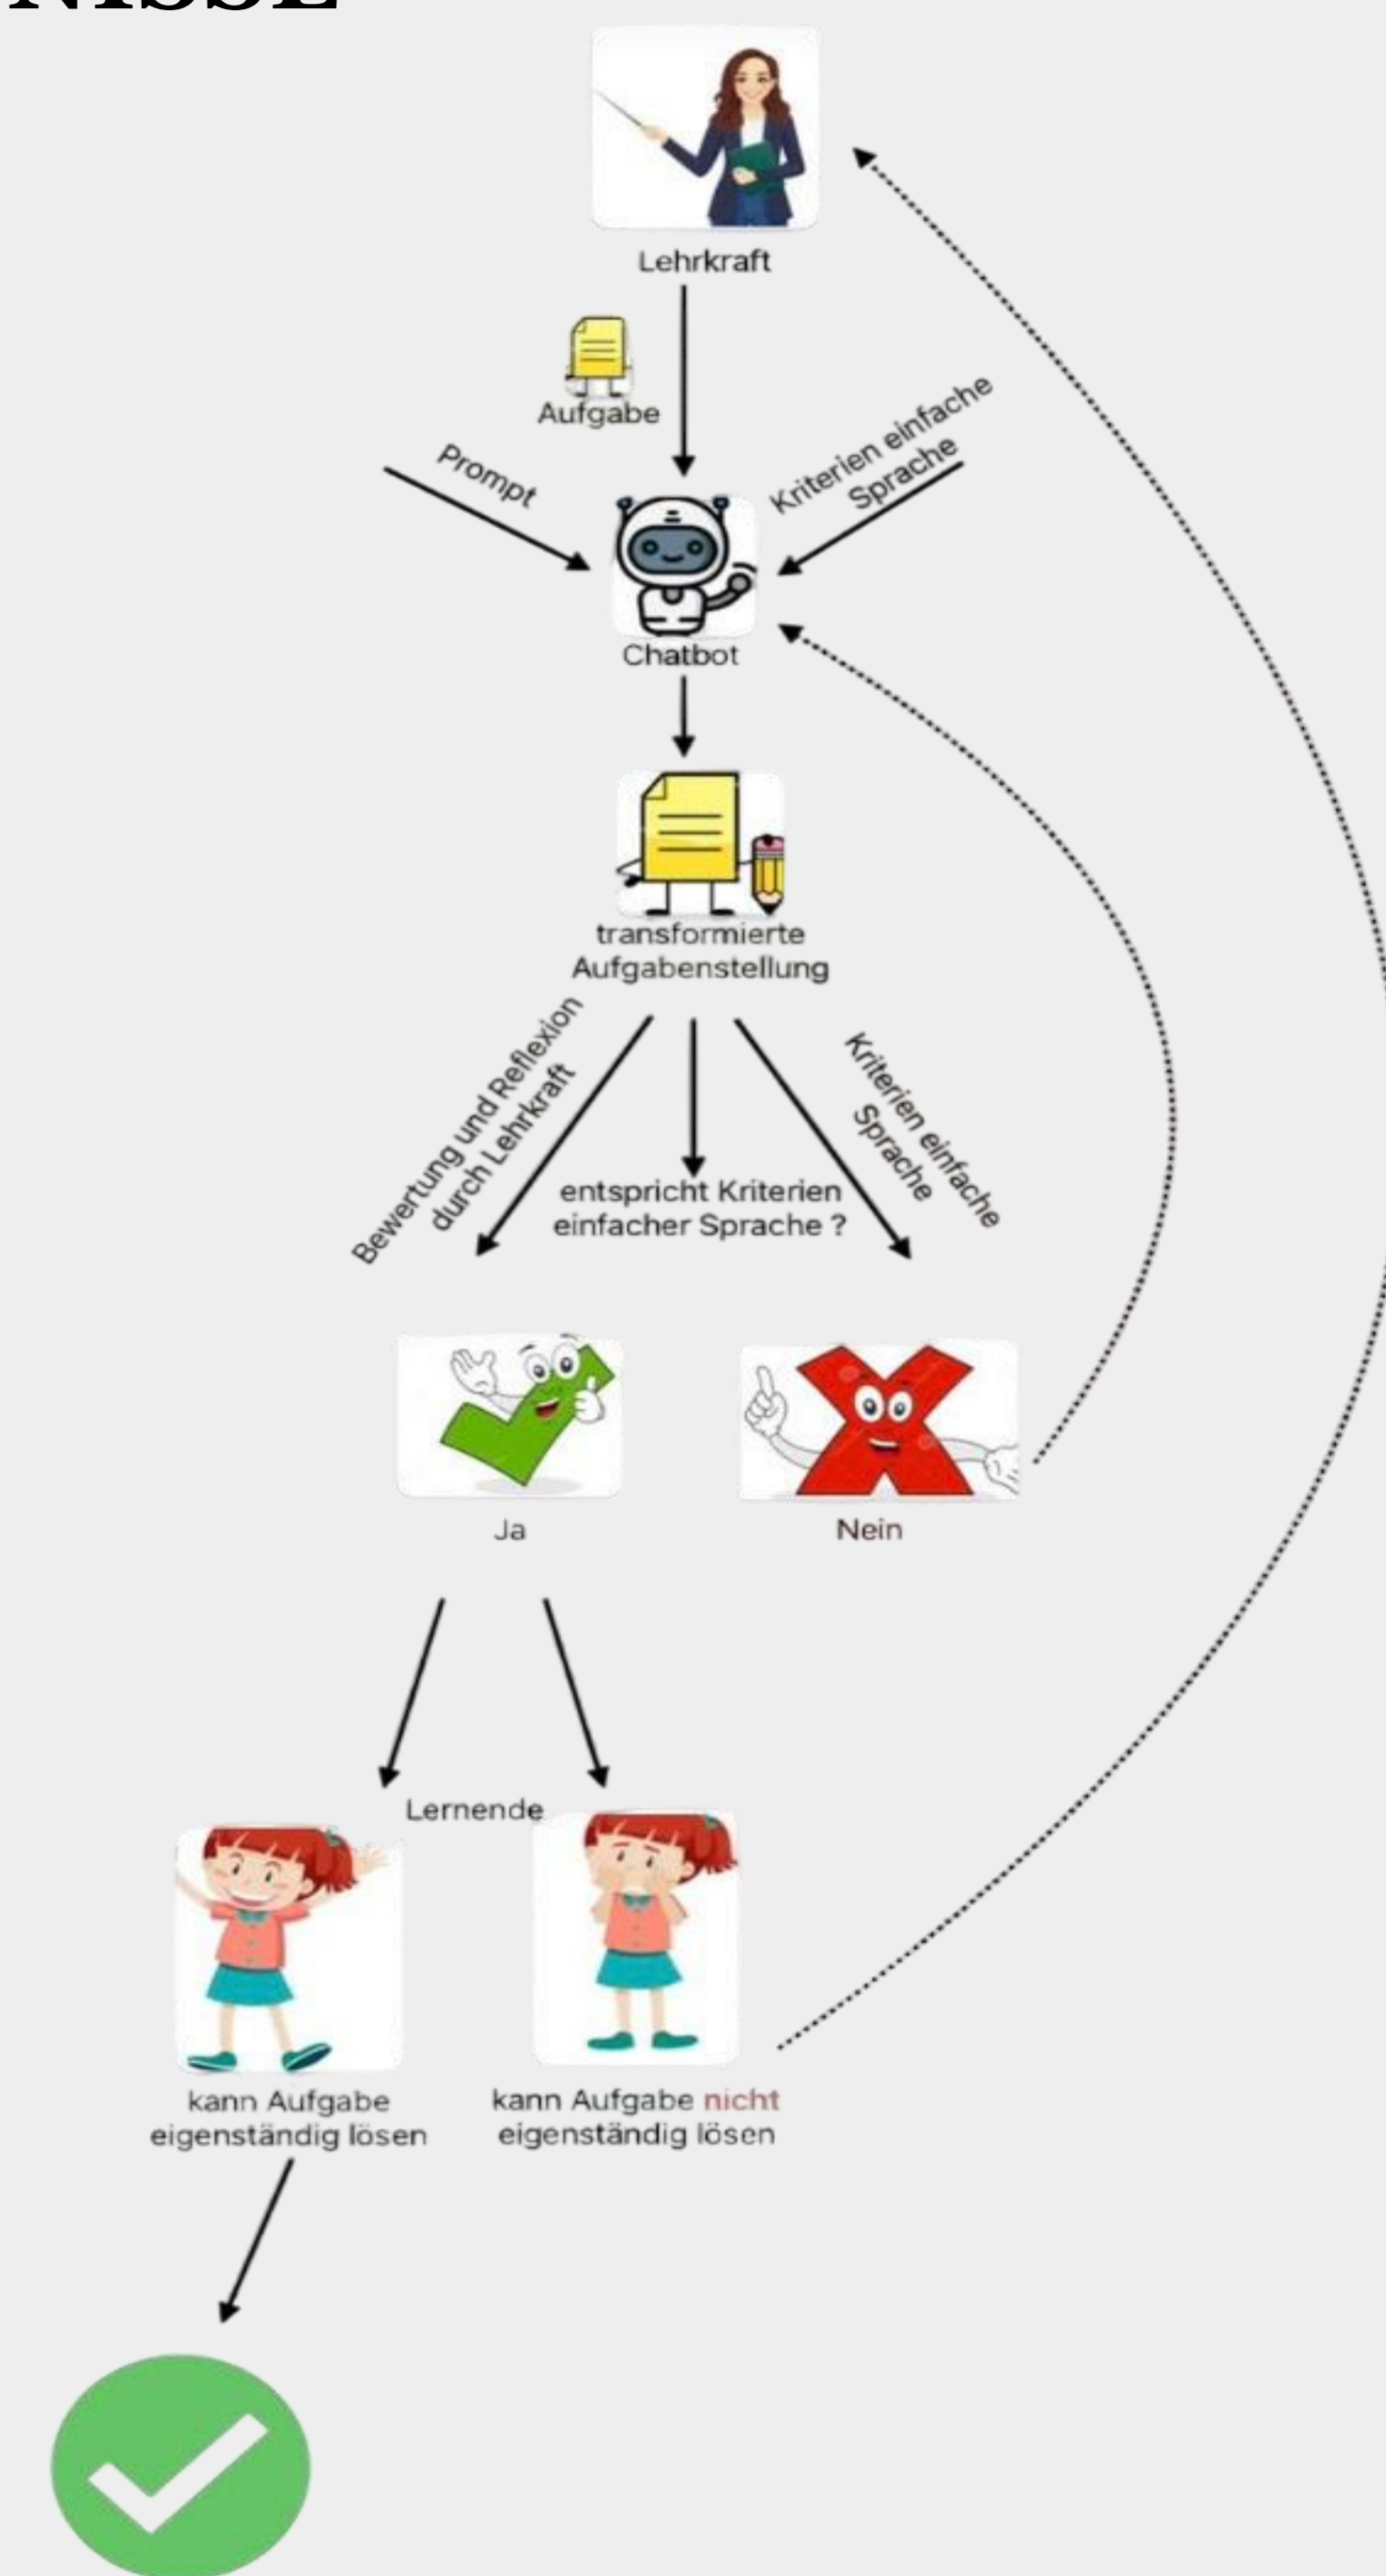 Lehrkraft
Aufgabe
Prompt
Kriterien einfache
Sprache
Chatbot
transformierte
Aufgabenstellung
Bewertung und Reflexion
durch Lehrkraft
entspricht Kriterien
einfacher Sprache ?
Kriterien einfache
Sprache
Ja
Nein
Lernende
kann Aufgabe
eigenständig lösen
kann Aufgabe nicht
eigenständig lösen